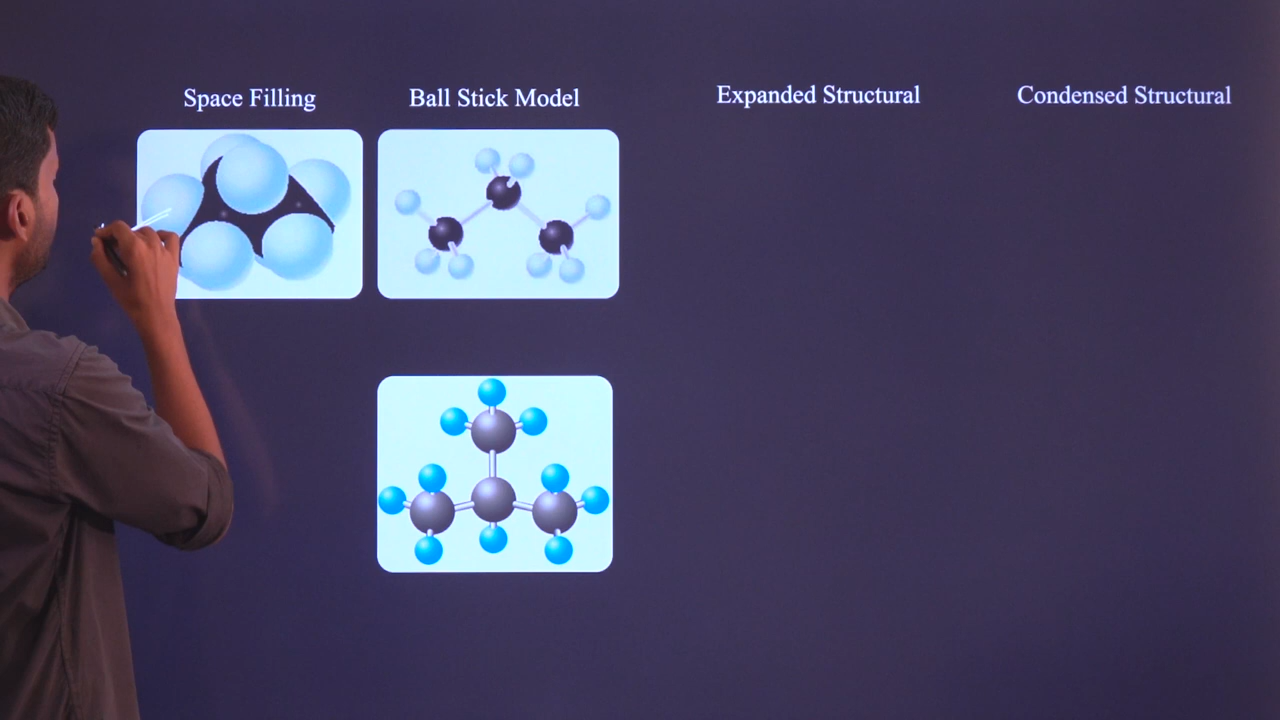 Space Filling
Ball Stick Model
Expanded Structural
Condensed Structural